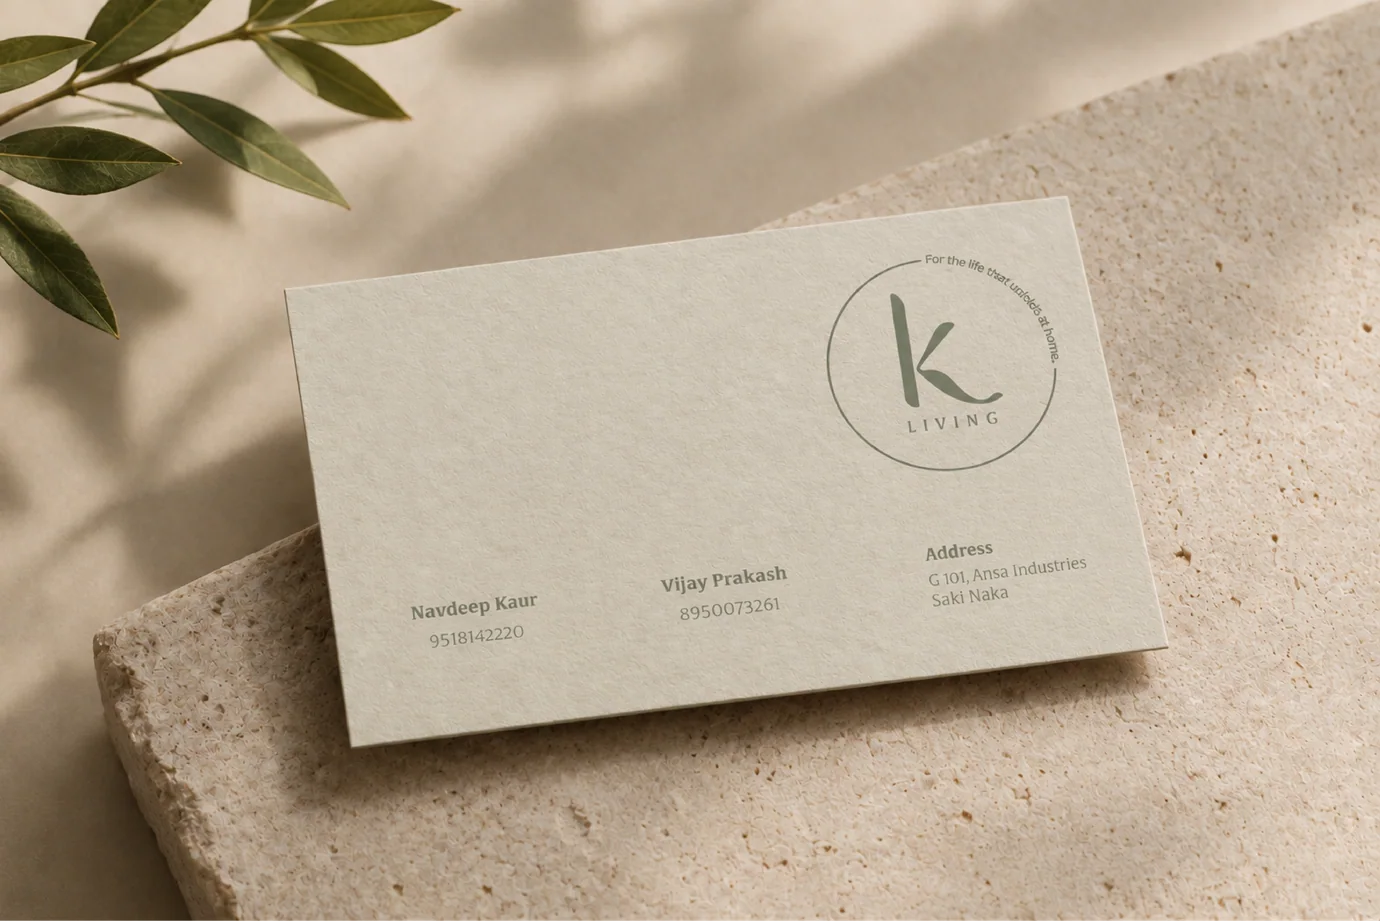 For the life that unfolds at home.
k
LIVING
Navdeep Kaur
9518142220
Vijay Prakash
8950073261
Address
G 101, Ansa Industries
Saki Naka